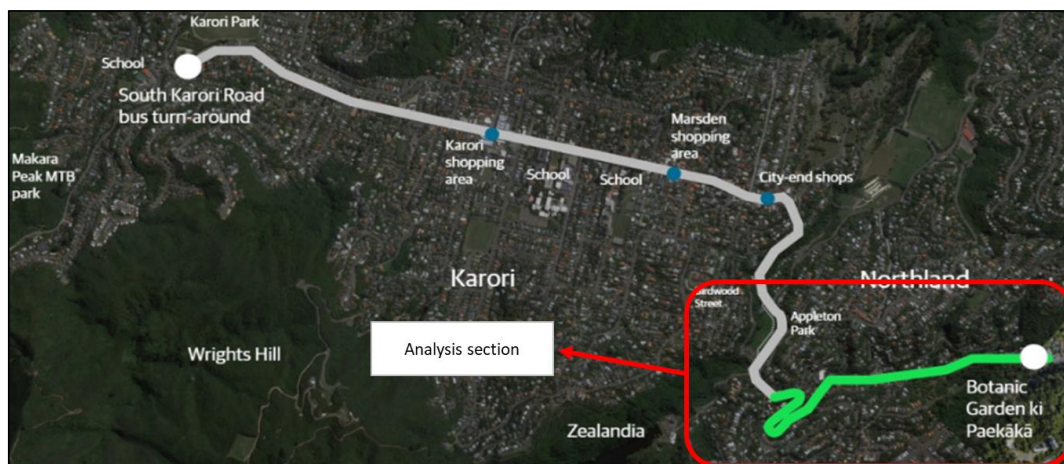 Karori Park
School
South Karori Road
bus turn-around
Makara
Peak MTB
park
Karori
shopping
area
School
School
Marsden
shopping
area
City-end shops
Karori
Northland
Street
Appleton
Park
Analysis section
Wrights Hill
Zealandia
Botanic
Garden ki
Paekākā